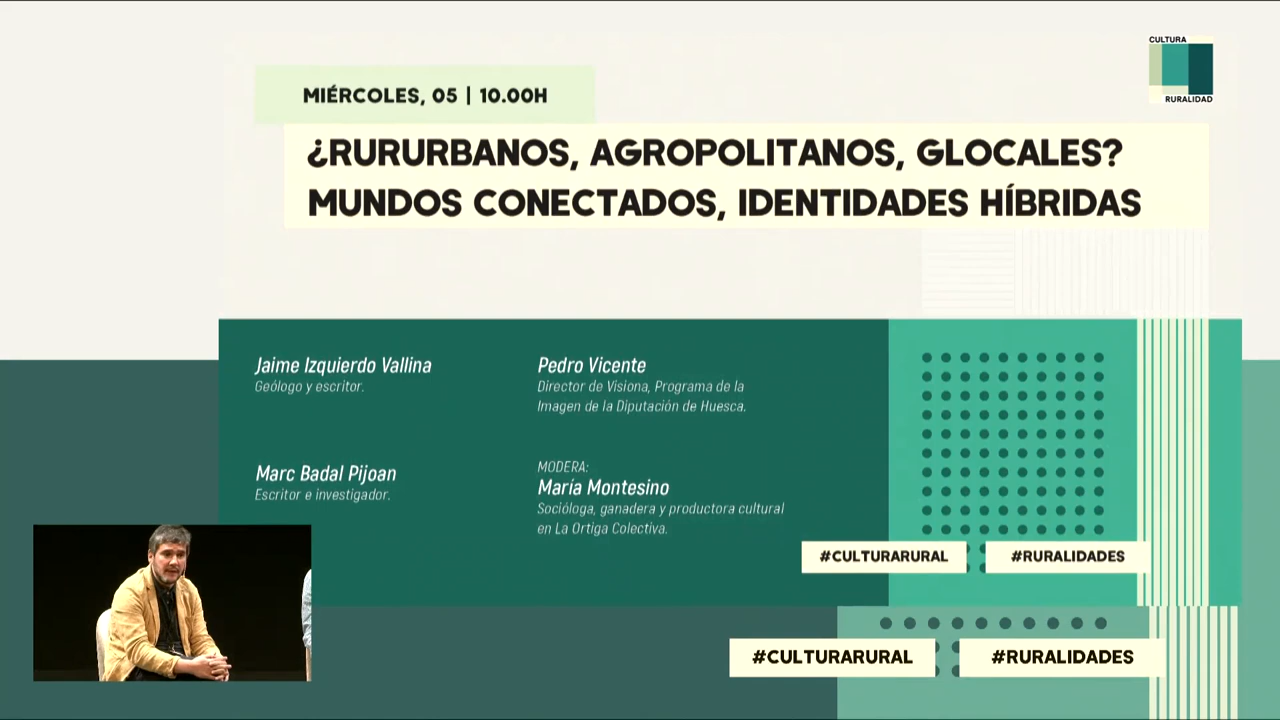 CULTURA
RURALIDAD
MIÉRCOLES, 05 | 10.00H
¿RURURBANOS, AGROPOLITANOS, GLOCALES?
MUNDOS CONECTADOS, IDENTIDADES HÍBRIDAS
Jaime Izquierdo Vallina
Geólogo y escritor.
Pedro Vicente
Director de Visiona, Programa de la
Imagen de la Diputación de Huesca.
Marc Badal Pijoan
Escritor e investigador.
MODERA:
María Montesino
Socióloga, ganadera y productora cultural
en La Ortiga Colectiva.
#CULTURARURAL
#RURALIDADES
#CULTURARURAL
#RURALIDADES